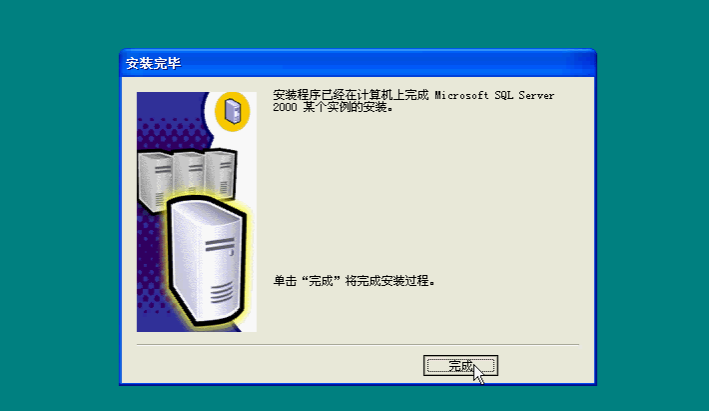 安装完毕
安装程序已经在计算机上完成 Microsoft SQL Server
2000 某个实例的安装。
单击“完成”将完成安装过程。
完成